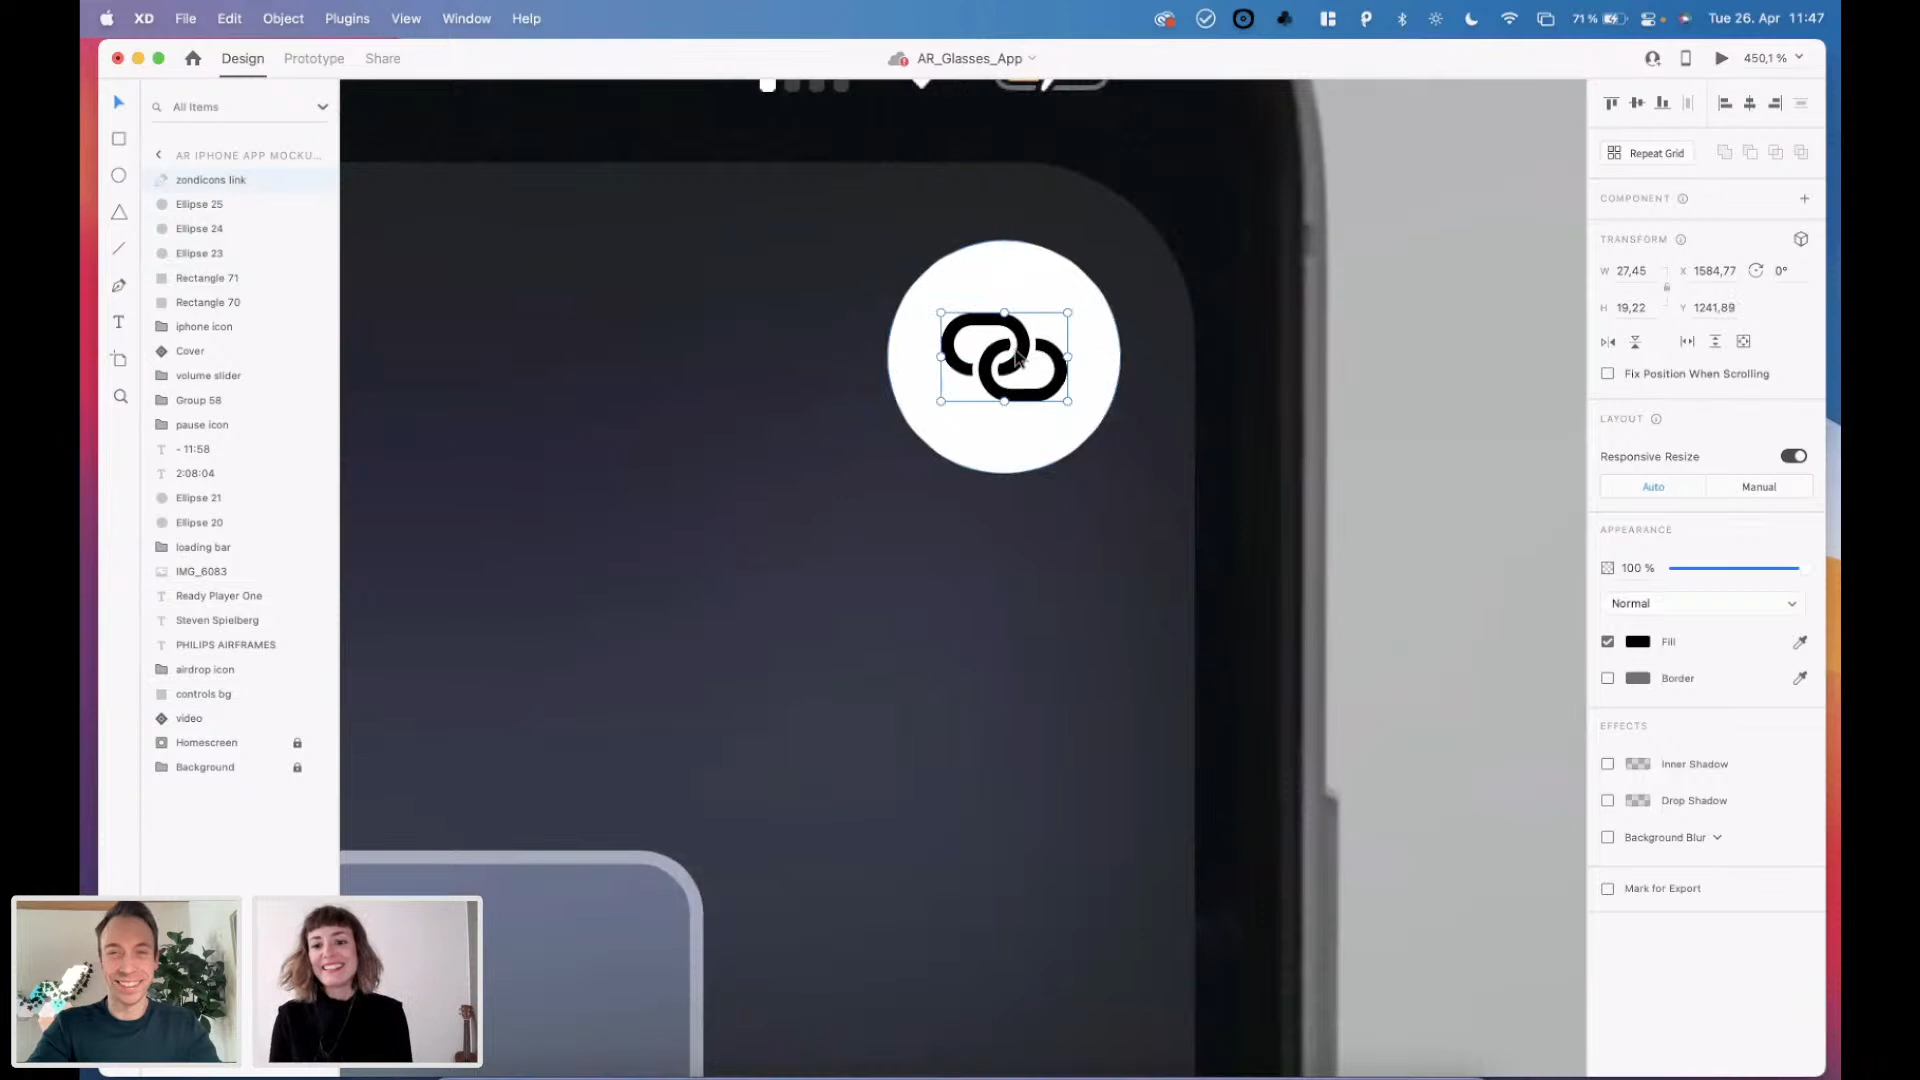 XD File Edit Object Plugins View Window Help
71 % Tue 26. Apr 11:47
Design Prototype Share
AR_Glasses_App
450,1 %
All Items
AR IPHONE APP MOCKU...
zondicons link
Ellipse 25
Ellipse 24
Ellipse 23
Rectangle 71
Rectangle 70
iphone icon
Cover
volume slider
Group 58
pause icon
- 11:58
2:08:04
Ellipse 21
Ellipse 20
loading bar
IMG_6083
Ready Player One
Steven Spielberg
PHILIPS AIRFRAMES
airdrop icon
controls bg
video
Homescreen
Background
Repeat Grid
COMPONENT
TRANSFORM
W 27,45 X 1584,77 0°
H 19,22 Y 1241,89
Fix Position When Scrolling
LAYOUT
Responsive Resize
Auto Manual
APPEARANCE
100 %
Normal
Fill
Border
EFFECTS
Inner Shadow
Drop Shadow
Background Blur
Mark for Export